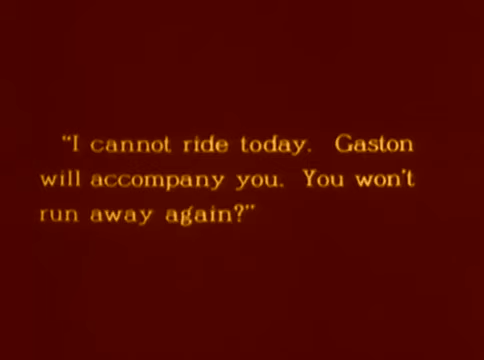 "I cannot ride today. Gaston
will accompany you. You won't
run away again?"